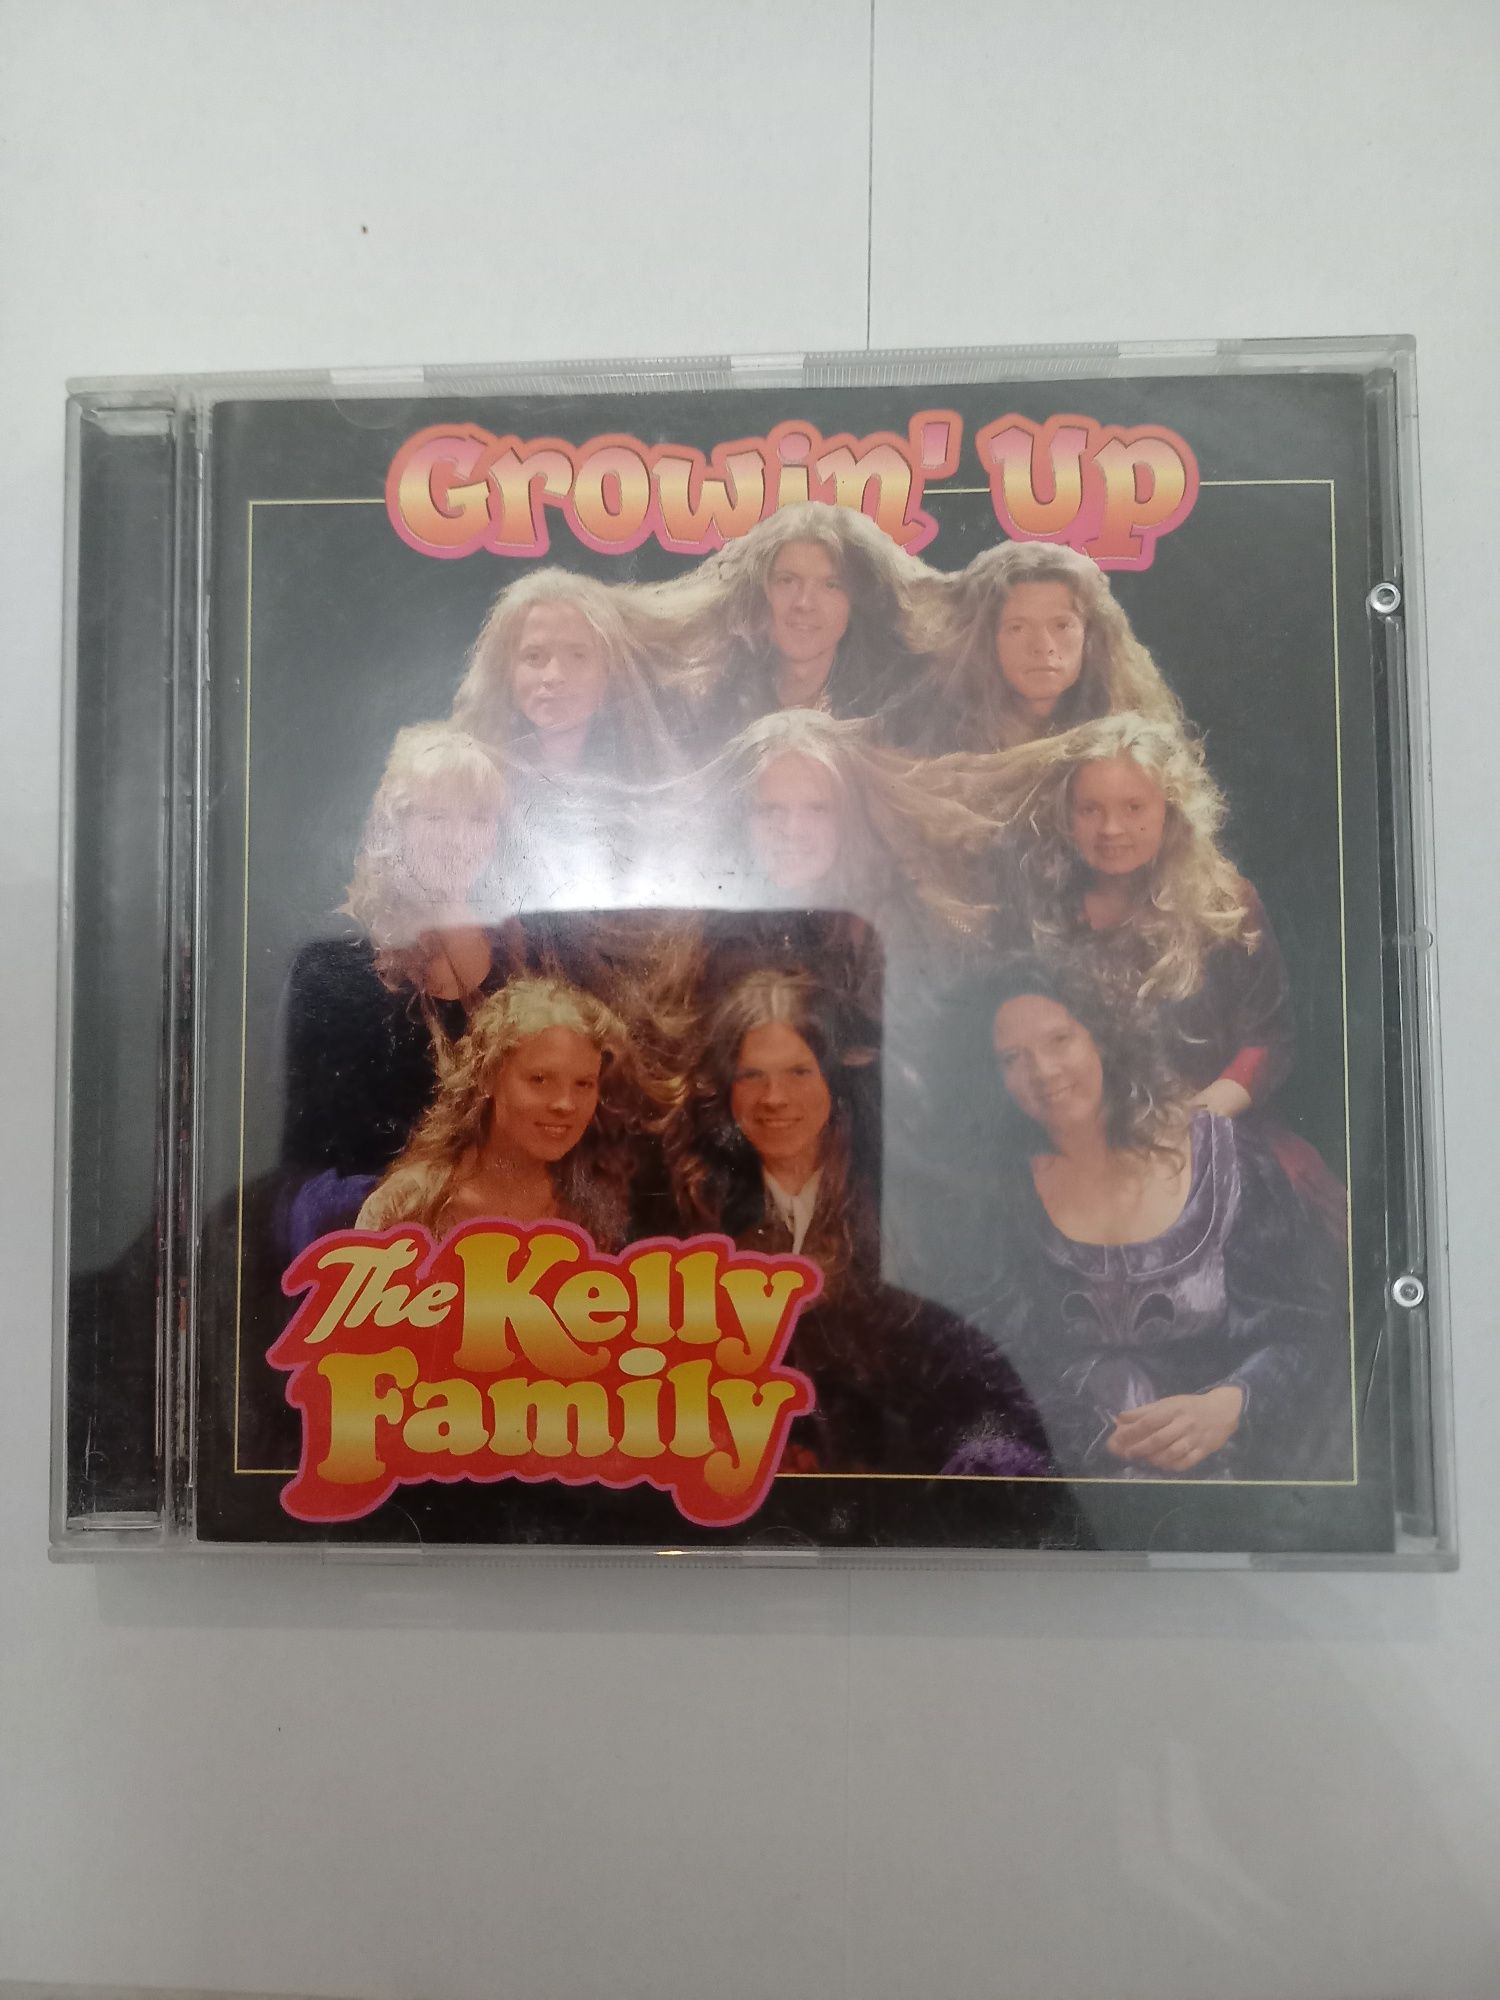 Growin' Up
The Kelly
Family